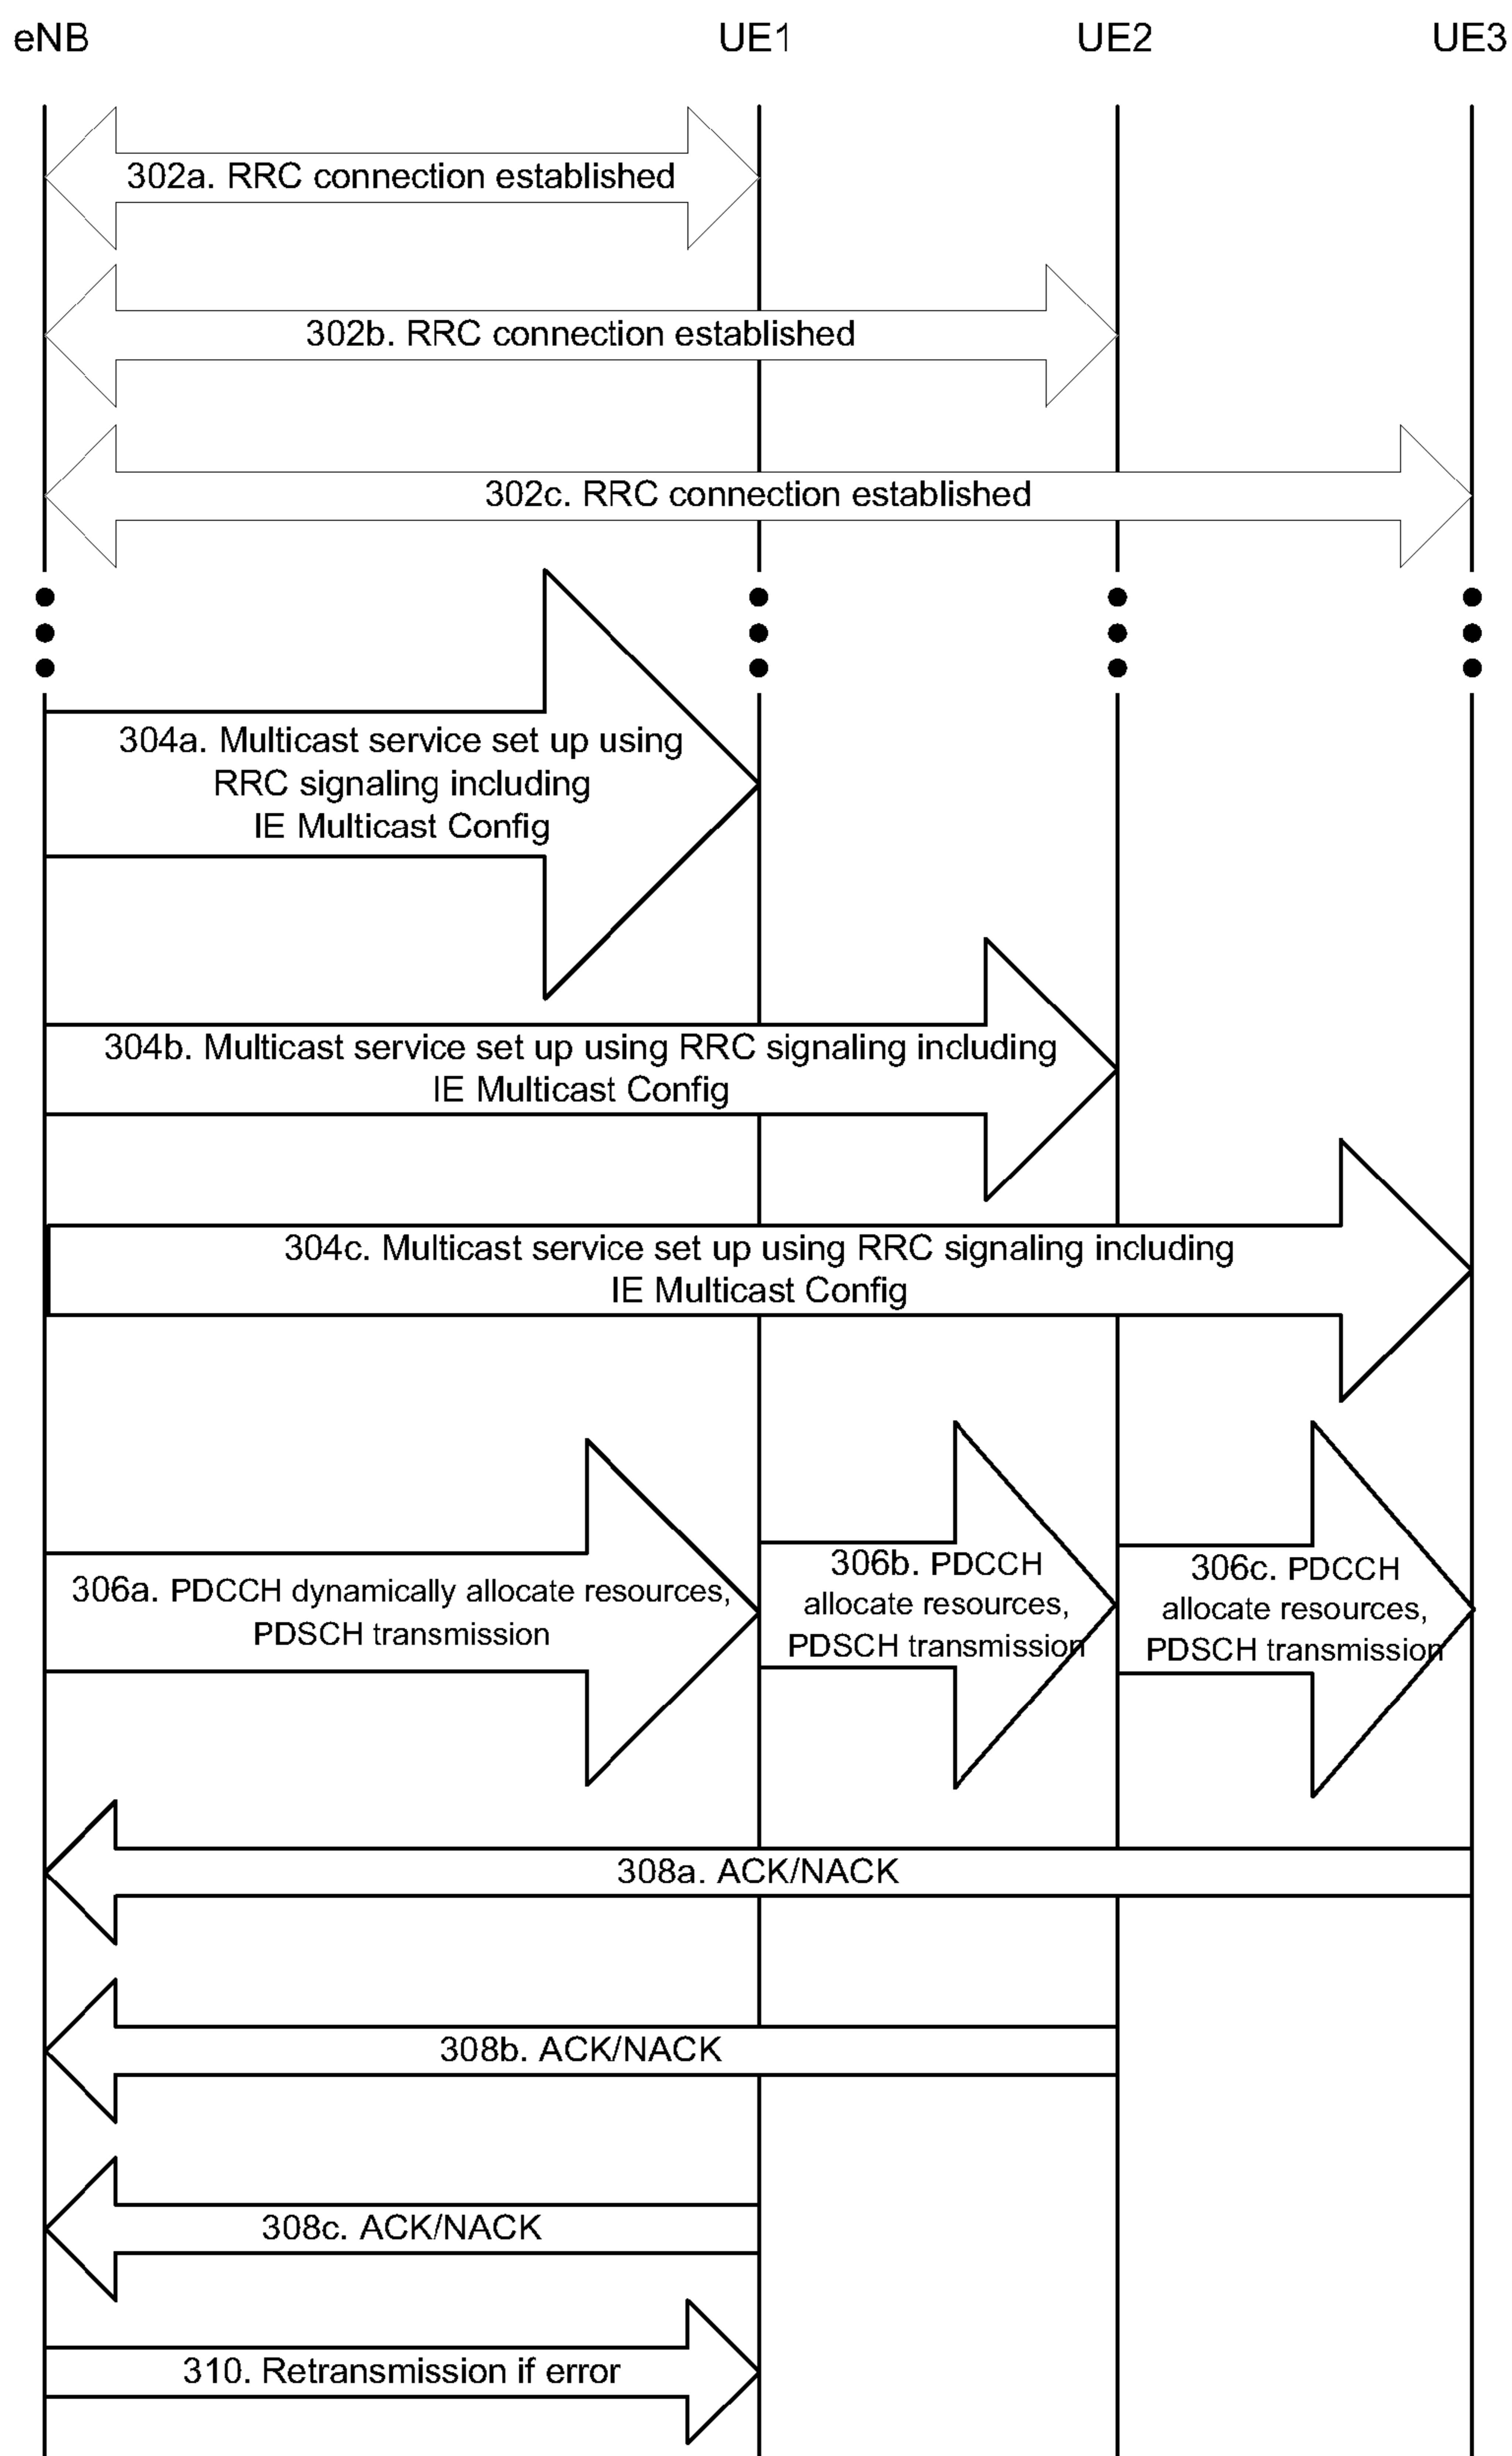 eNB
UE1
UE2
UE3
302a. RRC connection established
302b. RRC connection established
302c. RRC connection established
304a. Multicast service set up using
RRC signaling including
IE Multicast Config
304b. Multicast service set up using RRC signaling including
IE Multicast Config
304c. Multicast service set up using RRC signaling including
IE Multicast Config
306a. PDCCH dynamically allocate resources,
PDSCH transmission
306b. PDCCH
allocate resources,
PDSCH transmission
306c. PDCCH
allocate resources,
PDSCH transmission
308a. ACK/NACK
308b. ACK/NACK
308c. ACK/NACK
310. Retransmission if error